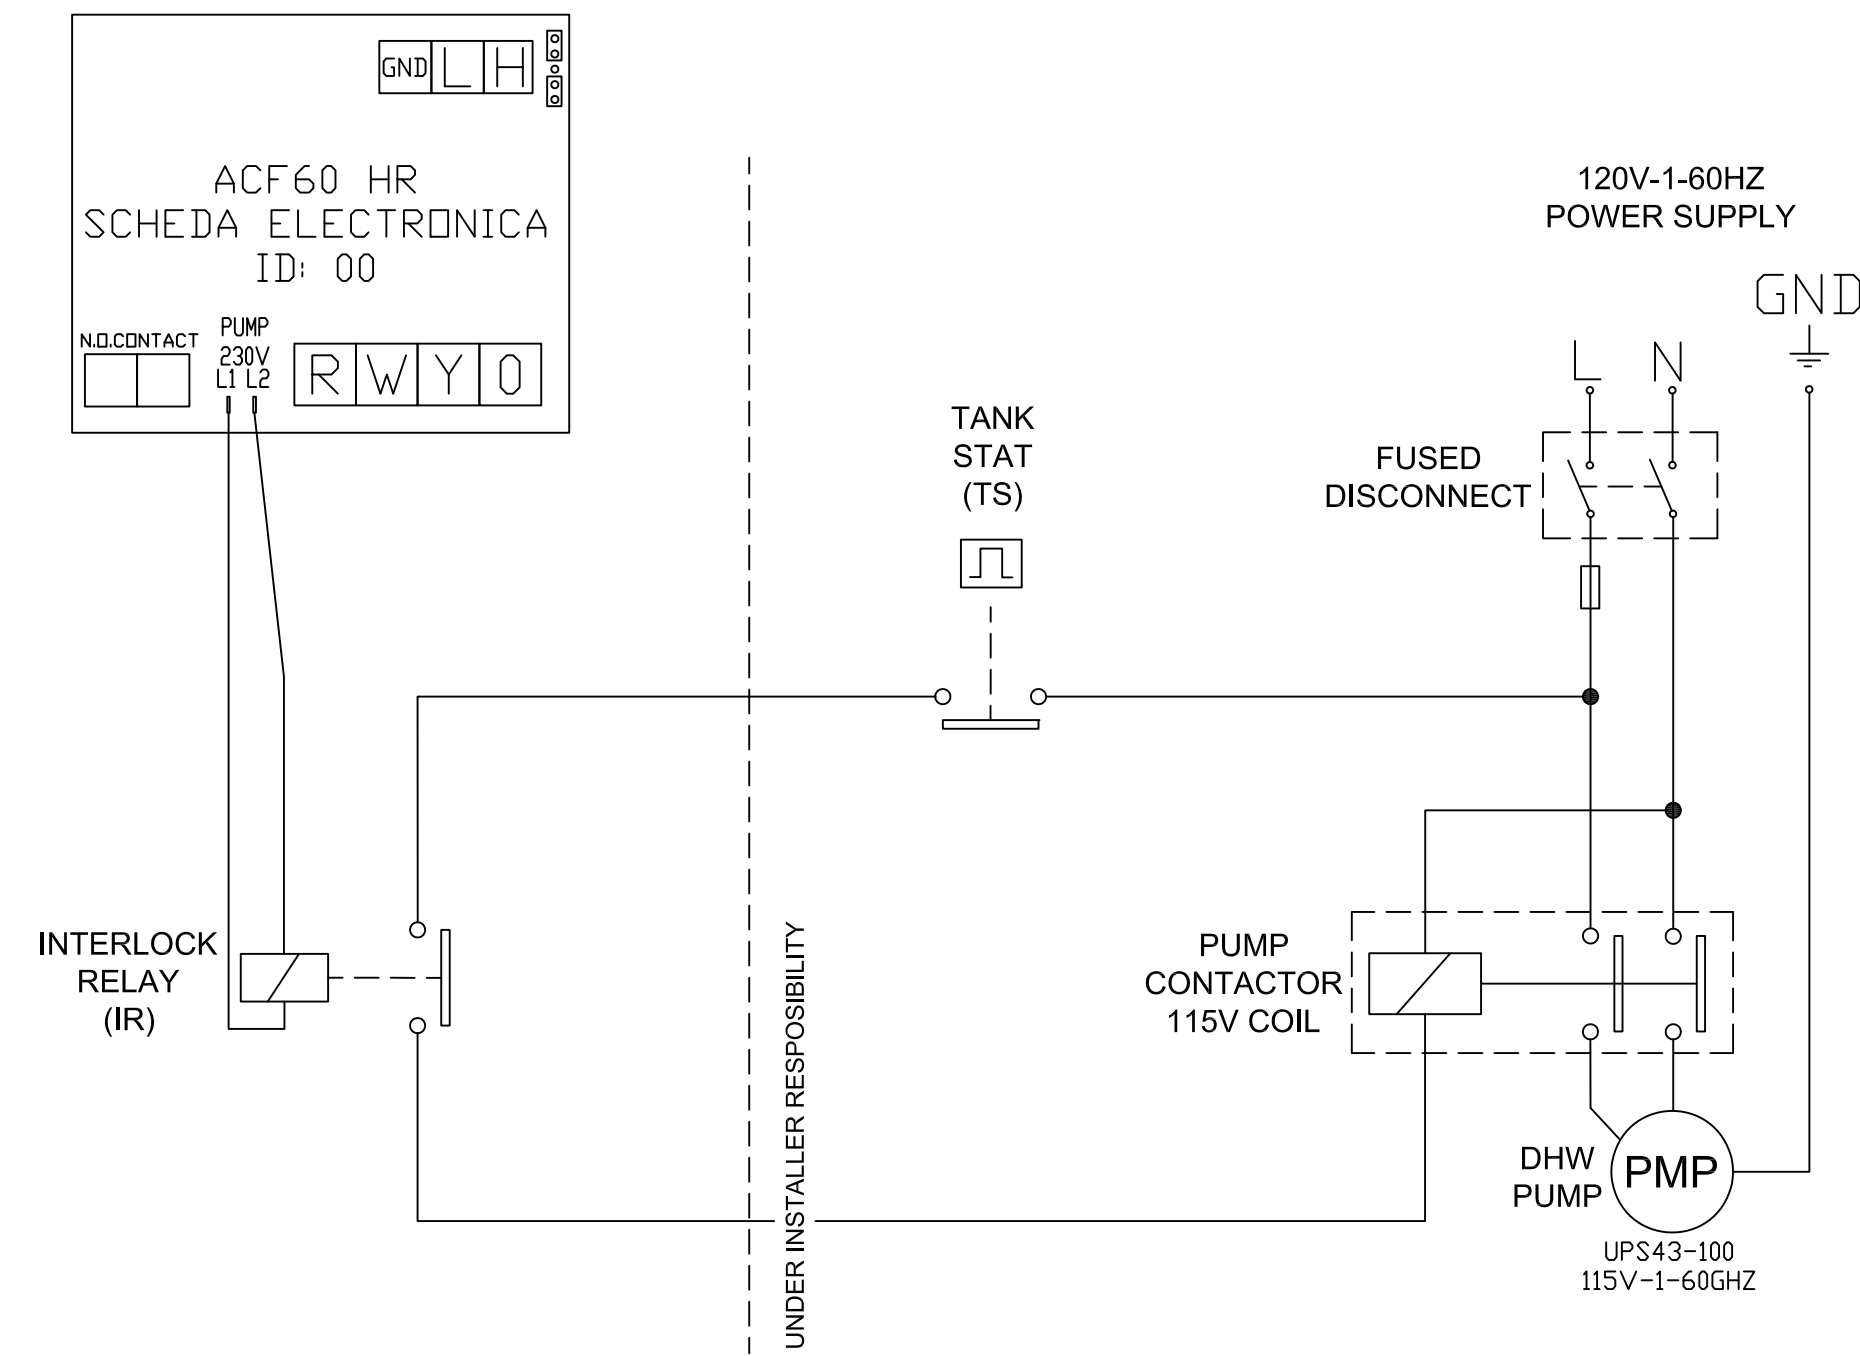 GND L H
ACF60 HR
SCHEDA ELECTRONICA
ID: 00
N.O.CONTACT
PUMP
230V
L1 L2
R W Y O
120V-1-60HZ
POWER SUPPLY
GND
L N
TANK
STAT
(TS)
FUSED
DISCONNECT
INTERLOCK
RELAY
(IR)
UNDER INSTALLER RESPOSIBILITY
PUMP
CONTACTOR
115V COIL
DHW
PUMP
PMP
UPS43-100
115V-1-60GHZ